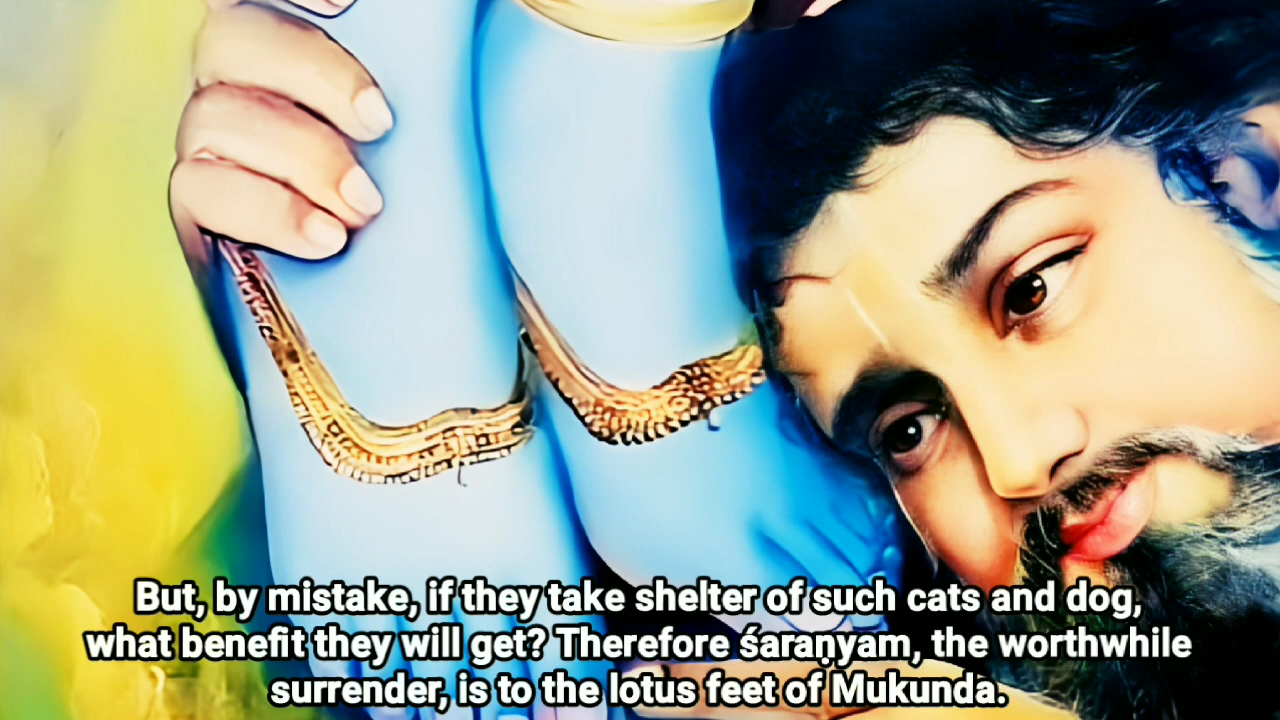 But, by mistake, if they take shelter of such cats and dog,
what benefit they will get? Therefore śaraṇyam, the worthwhile
surrender, is to the lotus feet of Mukunda.